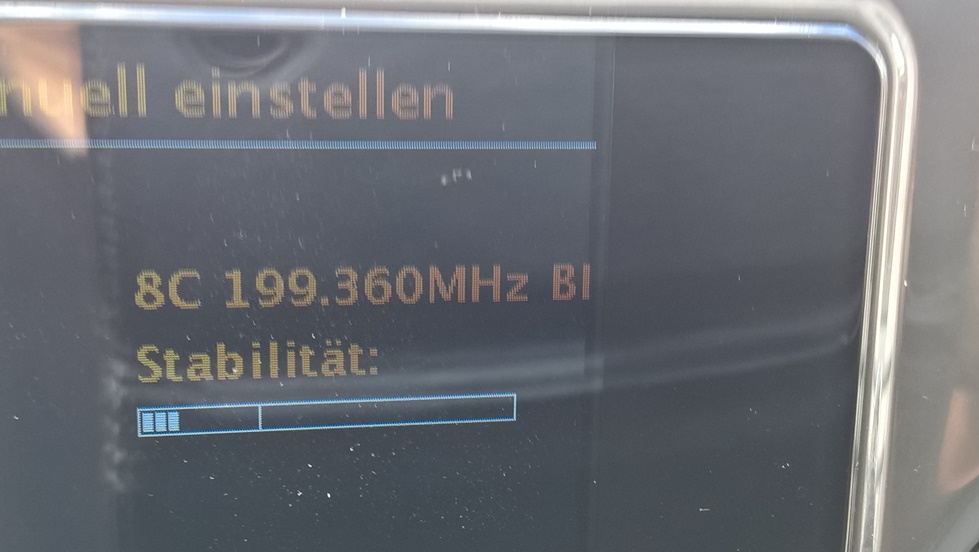 nuell einstellen
8C 199.360MHz BI
Stabilität: